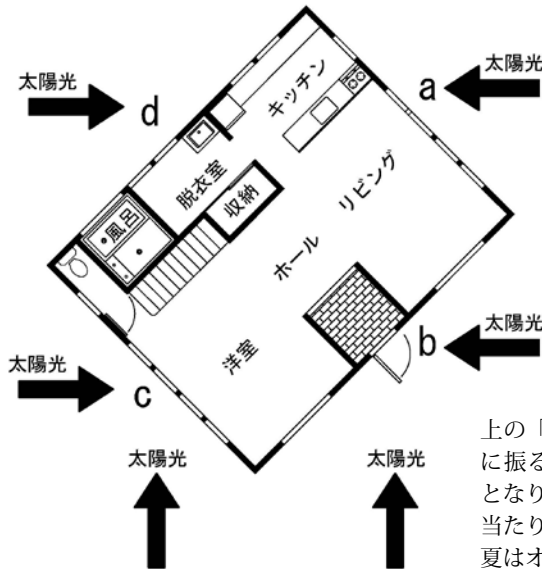 太陽光
太陽光
d
a
キッチン
脱衣室
リビング
収納
風呂
ホール
太陽光
b
洋室
太陽光
c
太陽光
太陽光
上の「
に振る
となり
当たり
夏はオ